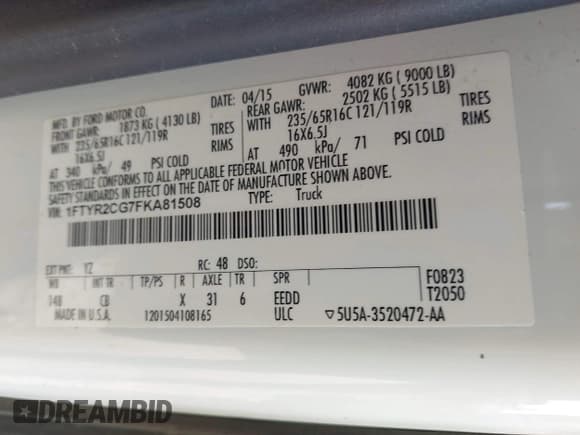 MFD. BY FORD MOTOR CO.
DATE: 04/15 GVWR: 4082 KG ( 9000 LB)
FRONT GAWR: 1873 KG ( 4130 LB)
REAR GAWR: 2502 KG ( 5515 LB)
WITH 235/65R16C 121/119R TIRES
WITH 235/65R16C 121/119R TIRES
16X6.5J RIMS
16X6.5J RIMS
AT 340 kPa/ 49 PSI COLD
AT 490 kPa/ 71 PSI COLD
THIS VEHICLE CONFORMS TO ALL APPLICABLE FEDERAL MOTOR VEHICLE
SAFETY STANDARDS IN EFFECT ON THE DATE OF MANUFACTURE SHOWN ABOVE.
VIN: 1FTYR2CG7FKA81508 TYPE: Truck
EXT PNT: YZ RC: 48 DSO:
WB INT TR TP/PS R AXLE TR SPR F0823
148 CB X 31 6 EEDD T2050
MADE IN U.S.A. 1201504108165 ULC ▽5U5A-3520472-AA
DREAMBID